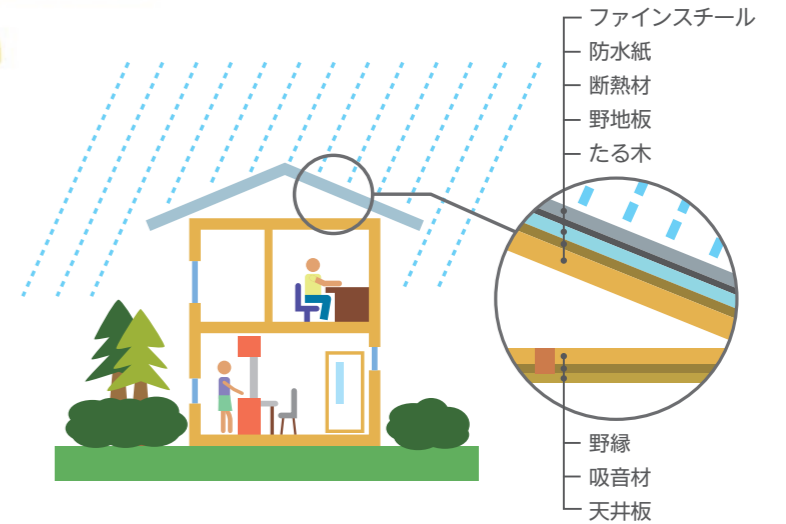 ファインスチール
防水紙
断熱材
野地板
たる木
野縁
吸音材
天井板